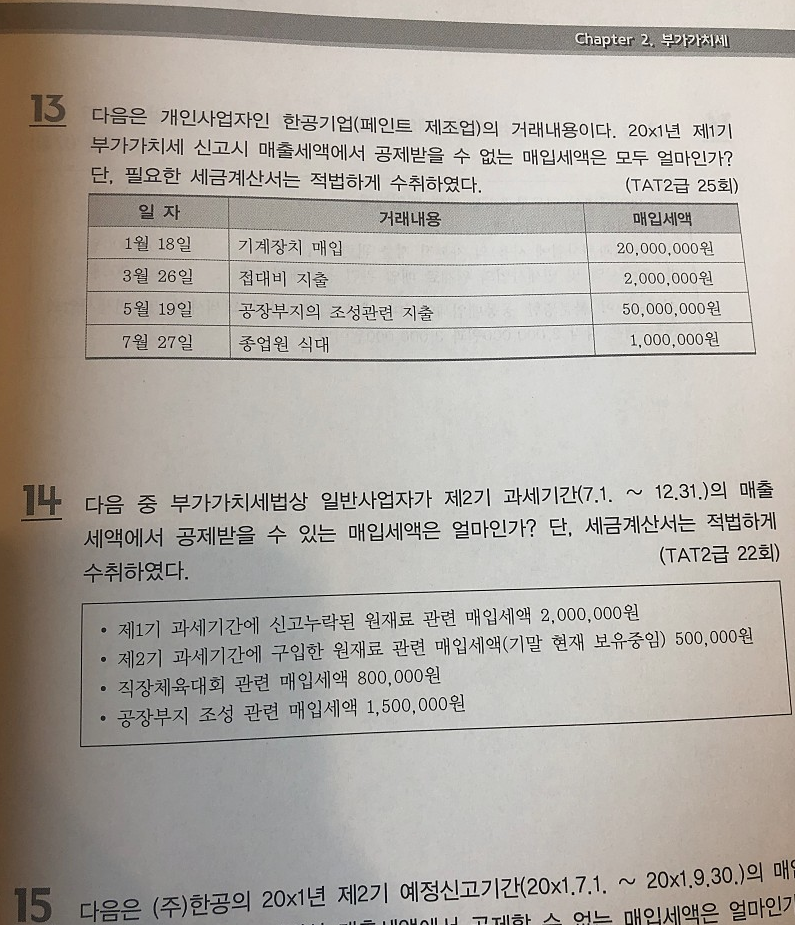 Chapter 2. 부가가치세
13 다음은 개인사업자인 한공기업(페인트 제조업)의 거래내용이다. 20x1년 제1기
부가가치세 신고시 매출세액에서 공제받을 수 없는 매입세액은 모두 얼마인가?
단, 필요한 세금계산서는 적법하게 수취하였다. (TAT2급 25회)
일 자 거래내용 매입세액
1월 18일 기계장치 매입 20,000,000원
3월 26일 접대비 지출 2,000,000원
5월 19일 공장부지의 조성관련 지출 50,000,000원
7월 27일 종업원 식대 1,000,000원
14 다음 중 부가가치세법상 일반사업자가 제2기 과세기간(7.1. ~ 12.31.)의 매출
세액에서 공제받을 수 있는 매입세액은 얼마인가? 단, 세금계산서는 적법하게
수취하였다. (TAT2급 22회)
• 제1기 과세기간에 신고누락된 원재료 관련 매입세액 2,000,000원
• 제2기 과세기간에 구입한 원재료 관련 매입세액(기말 현재 보유중임) 500,000원
• 직장체육대회 관련 매입세액 800,000원
• 공장부지 조성 관련 매입세액 1,500,000원
15 다음은 (주)한공의 20x1년 제2기 예정신고기간(20x1.7.1. ~ 20x1.9.30.)의 매입
매출세액에서 공제할 수 없는 매입세액은 얼마인가